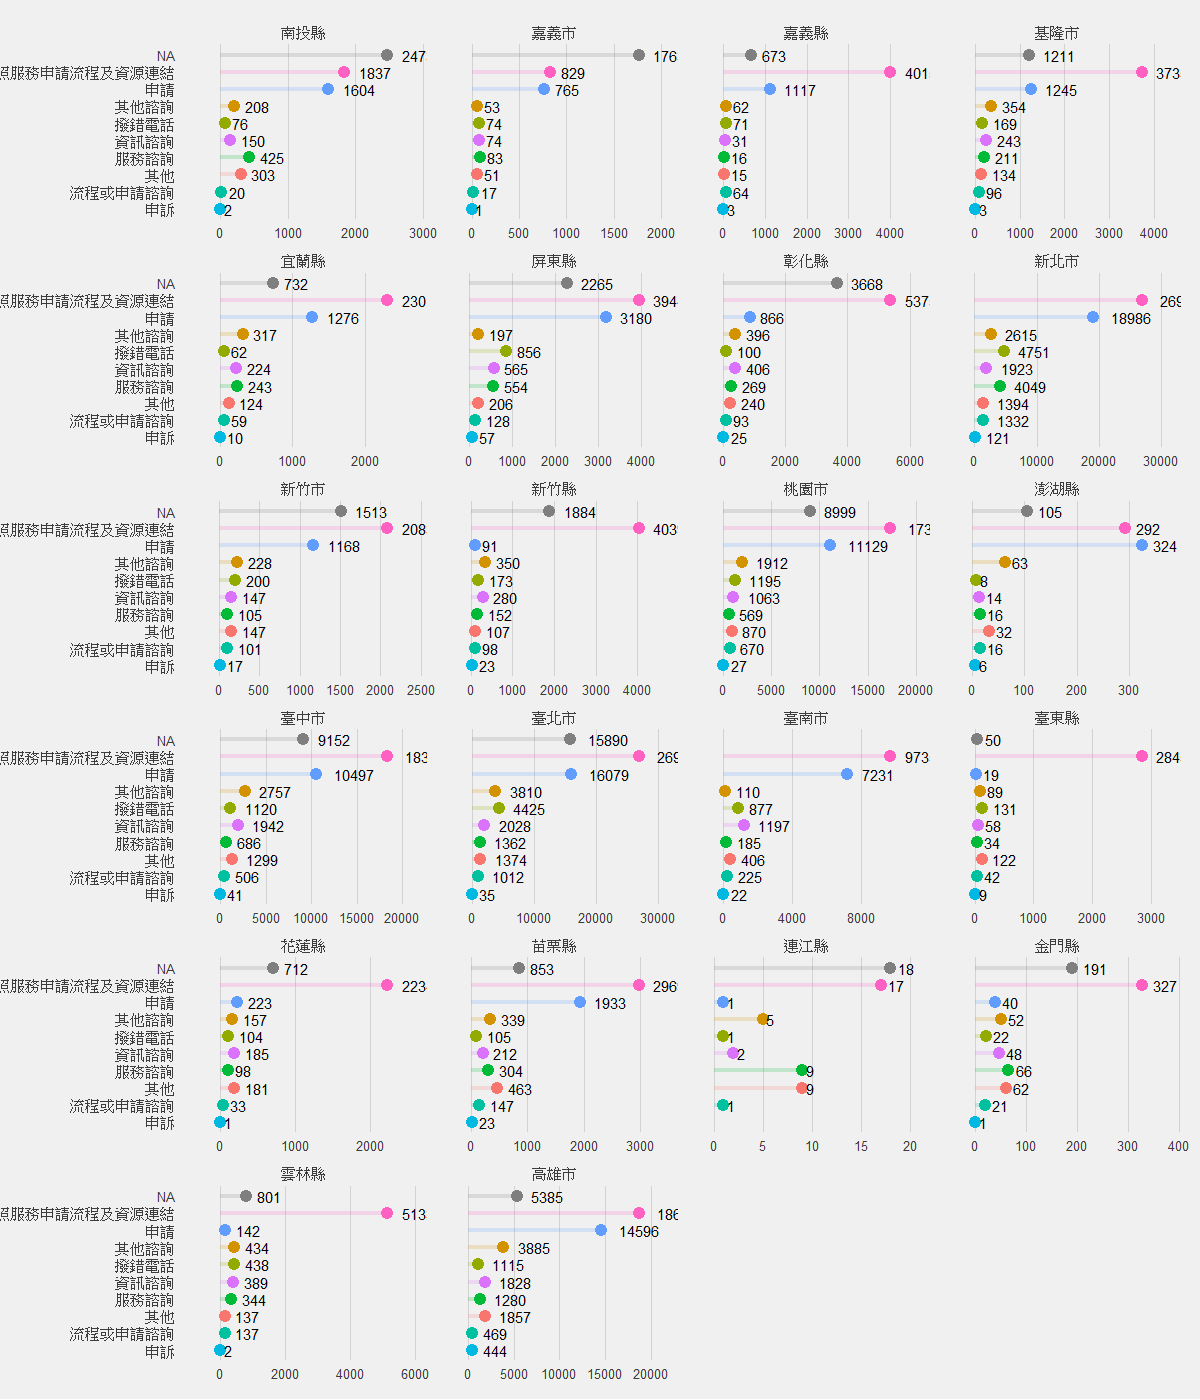 南投縣 嘉義市 嘉義縣 基隆市
NA 247 176 673 1211
照服務申請流程及資源連結 1837 829 401 373
申請 1604 765 1117 1245
其他諮詢 208 53 62 354
撥錯電話 76 74 71 169
資訊諮詢 150 74 31 243
服務諮詢 425 83 16 211
其他 303 51 15 134
流程或申請諮詢 20 17 64 96
申訴 2 1 3 3
0 1000 2000 3000 0 500 1000 1500 2000 0 1000 2000 3000 4000 0 1000 2000 3000 4000
宜蘭縣 屏東縣 彰化縣 新北市
NA 732 2265 3668
照服務申請流程及資源連結 230 394 537 269
申請 1276 3180 866 18986
其他諮詢 317 197 396 2615
撥錯電話 62 856 100 4751
資訊諮詢 224 565 406 1923
服務諮詢 243 554 269 4049
其他 124 206 240 1394
流程或申請諮詢 59 128 93 1332
申訴 10 57 25 121
0 1000 2000 0 1000 2000 3000 4000 0 2000 4000 6000 0 10000 20000 30000
新竹市 新竹縣 桃園市 澎湖縣
NA 1513 1884 8999 105
照服務申請流程及資源連結 208 403 173 292
申請 1168 91 11129 324
其他諮詢 228 350 1912 63
撥錯電話 200 173 1195 8
資訊諮詢 147 280 1063 14
服務諮詢 105 152 569 16
其他 147 107 870 32
流程或申請諮詢 101 98 670 16
申訴 17 23 27 6
0 500 1000 1500 2000 2500 0 1000 2000 3000 4000 0 5000 10000 15000 20000 0 100 200 300
臺中市 臺北市 臺南市 臺東縣
NA 9152 15890 50
照服務申請流程及資源連結 183 269 973 284
申請 10497 16079 7231 19
其他諮詢 2757 3810 110 89
撥錯電話 1120 4425 877 131
資訊諮詢 1942 2028 1197 58
服務諮詢 686 1362 185 34
其他 1299 1374 406 122
流程或申請諮詢 506 1012 225 42
申訴 41 35 22 9
0 5000 10000 15000 20000 0 10000 20000 30000 0 4000 8000 0 1000 2000 3000
花蓮縣 苗栗縣 連江縣 金門縣
NA 712 853 18 191
照服務申請流程及資源連結 223 296 17 327
申請 223 1933 1 40
其他諮詢 157 339 5 52
撥錯電話 104 105 1 22
資訊諮詢 185 212 2 48
服務諮詢 98 304 9 66
其他 181 463 9 62
流程或申請諮詢 33 147 1 21
申訴 1 23 1
0 1000 2000 0 1000 2000 3000 0 5 10 15 20 0 100 200 300 400
雲林縣 高雄市
NA 801 5385
照服務申請流程及資源連結 513 186
申請 142 14596
其他諮詢 434 3885
撥錯電話 438 1115
資訊諮詢 389 1828
服務諮詢 344 1280
其他 137 1857
流程或申請諮詢 137 469
申訴 2 444
0 2000 4000 6000 0 5000 10000 15000 20000